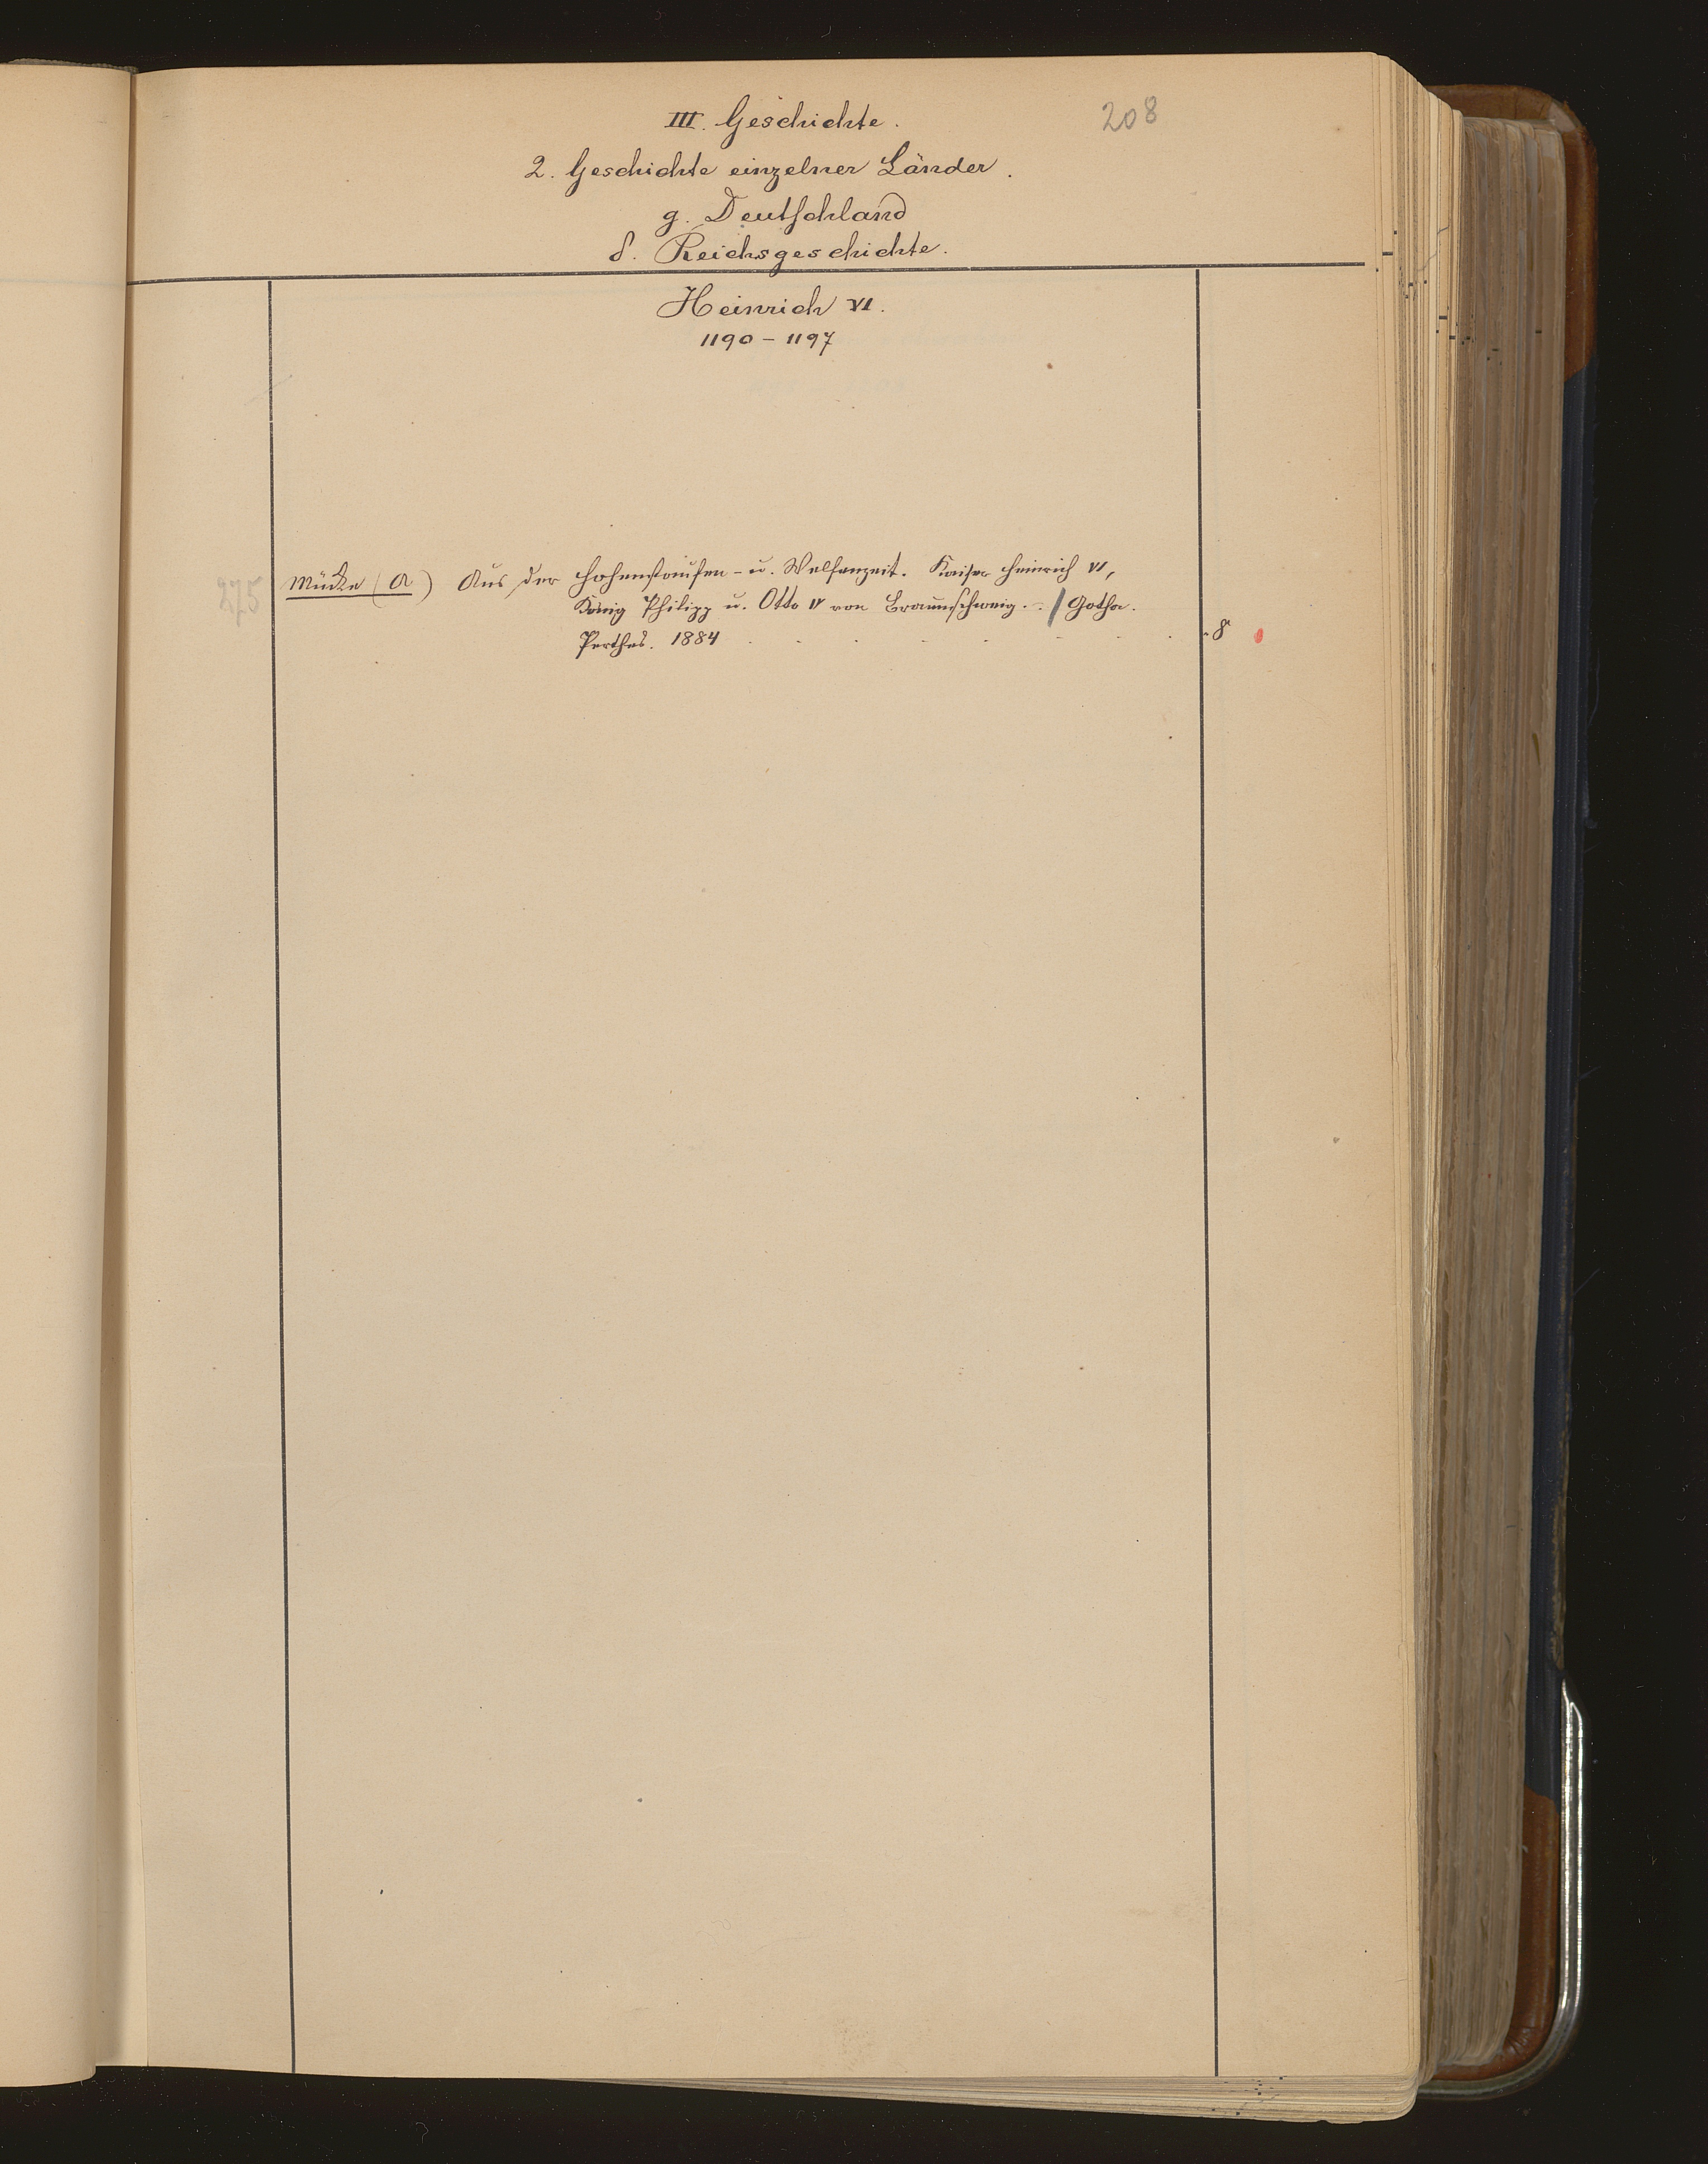 III. Geschichte. 208
2. Geschichte einzelner Länder.
g. Deutschland
δ. Reichsgeschichte.
Heinrich VI.
1190 - 1197
275 Mücke (A) Aus der Hohenstaufen- u. Welfenzeit. Kaiser Heinrich VI,
König Philipp u. Otto IV von Braunschweig. - / Gotha.
Perthes. 1884 . . . . . . . . 8